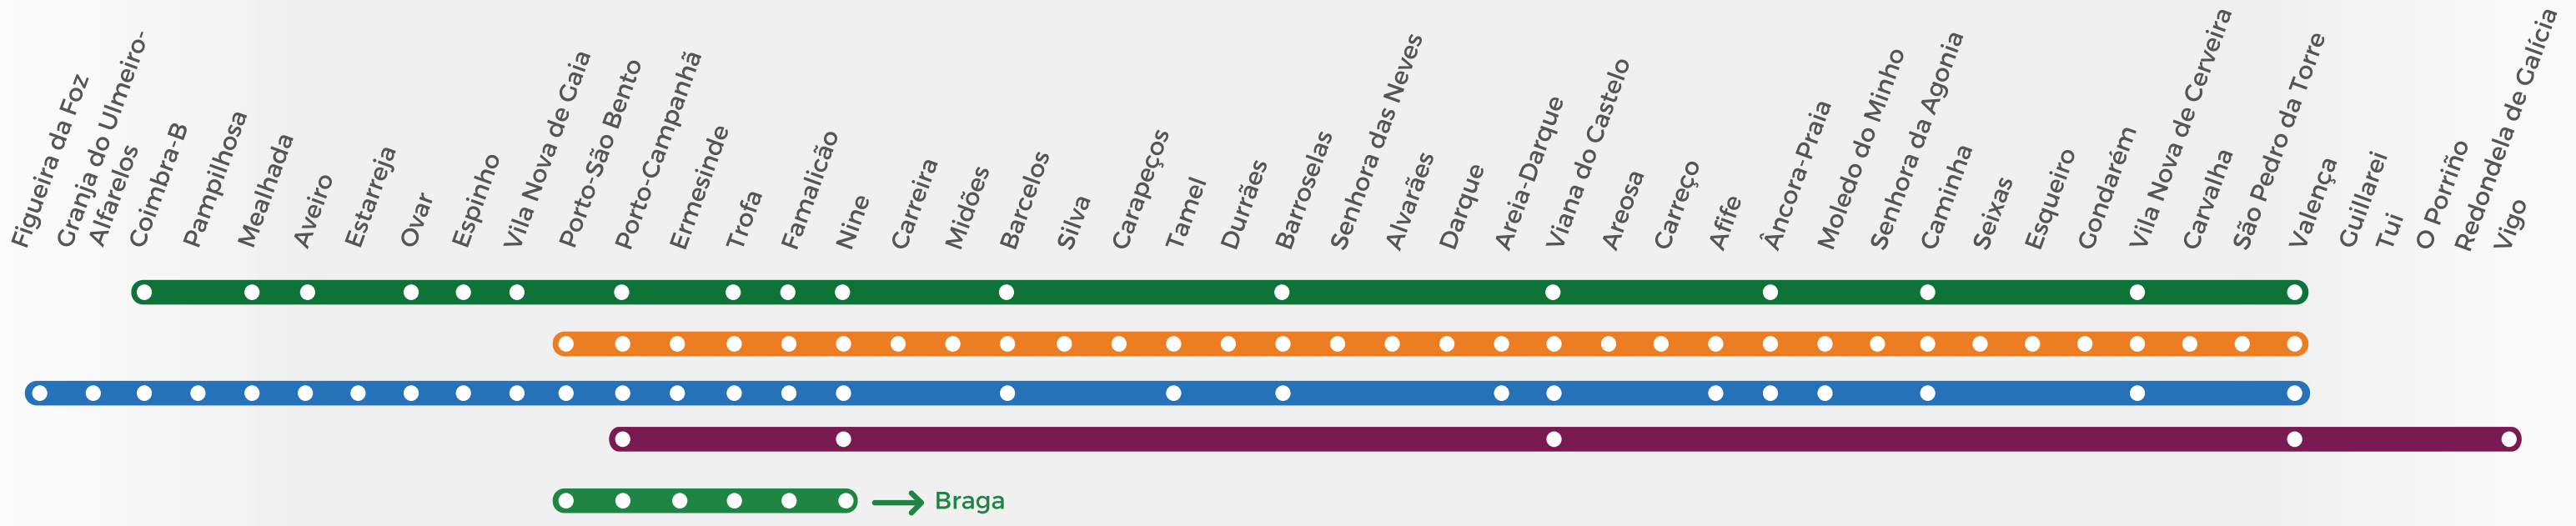 Figueira da Foz
Granja do Ulmeiro-
Alfarelos
Coimbra-B
Pampilhosa
Mealhada
Aveiro
Estarreja
Ovar
Espinho
Vila Nova de Gaia
Porto-São Bento
Porto-Campanhã
Ermesinde
Trofa
Famalicão
Nine
Carreira
Midões
Barcelos
Silva
Carapeços
Tamel
Durrães
Barroselas
Senhora das Neves
Alvarães
Darque
Areia-Darque
Viana do Castelo
Areosa
Carreço
Afife
Âncora-Praia
Moledo do Minho
Senhora da Agonia
Caminha
Seixas
Esqueiro
Gondarém
Vila Nova de Cerveira
Carvalha
São Pedro da Torre
Valença
Guillarei
Tui
O Porriño
Redondela de Galícia
Vigo
Braga